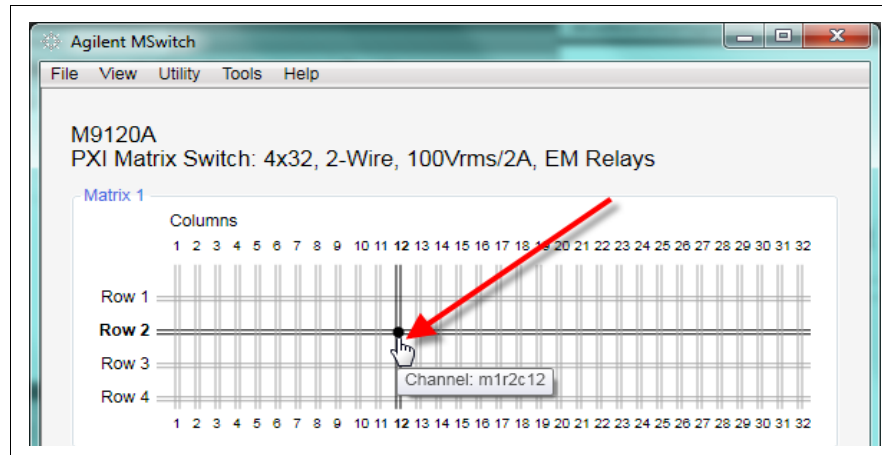 Agilent MSwitch
File View Utility Tools Help
M9120A
PXI Matrix Switch: 4x32, 2-Wire, 100Vrms/2A, EM Relays
Matrix 1
Columns
1 2 3 4 5 6 7 8 9 10 11 12 13 14 15 16 17 18 19 20 21 22 23 24 25 26 27 28 29 30 31 32
Row 1
Row 2
Row 3
Channel: m1r2c12
Row 4
1 2 3 4 5 6 7 8 9 10 11 12 13 14 15 16 17 18 19 20 21 22 23 24 25 26 27 28 29 30 31 32